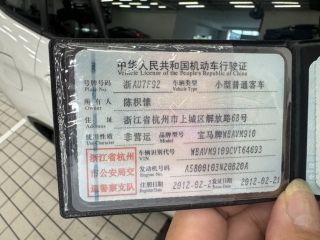 中华人民共和国机动车行驶证
Vehicle License of the People's Republic of China
号牌号码 浙AU7F92 车辆类型 小型普通客车
Plate No. Vehicle Type
所有人 陈
Owner
住址 浙江省杭州市上城区解放路68号
Address
使用性质 非营运 品牌型号 宝马牌WBAVM910
Use Character Model
浙江省杭州
市公安局交
通警察支队
车辆识别代号 WBAVM9109CVT64693
VIN
发动机号码 A5808103N20B20A
Engine No.
注册日期 2012-02- 发证日期 2012-02-21
Register Date Issue Date